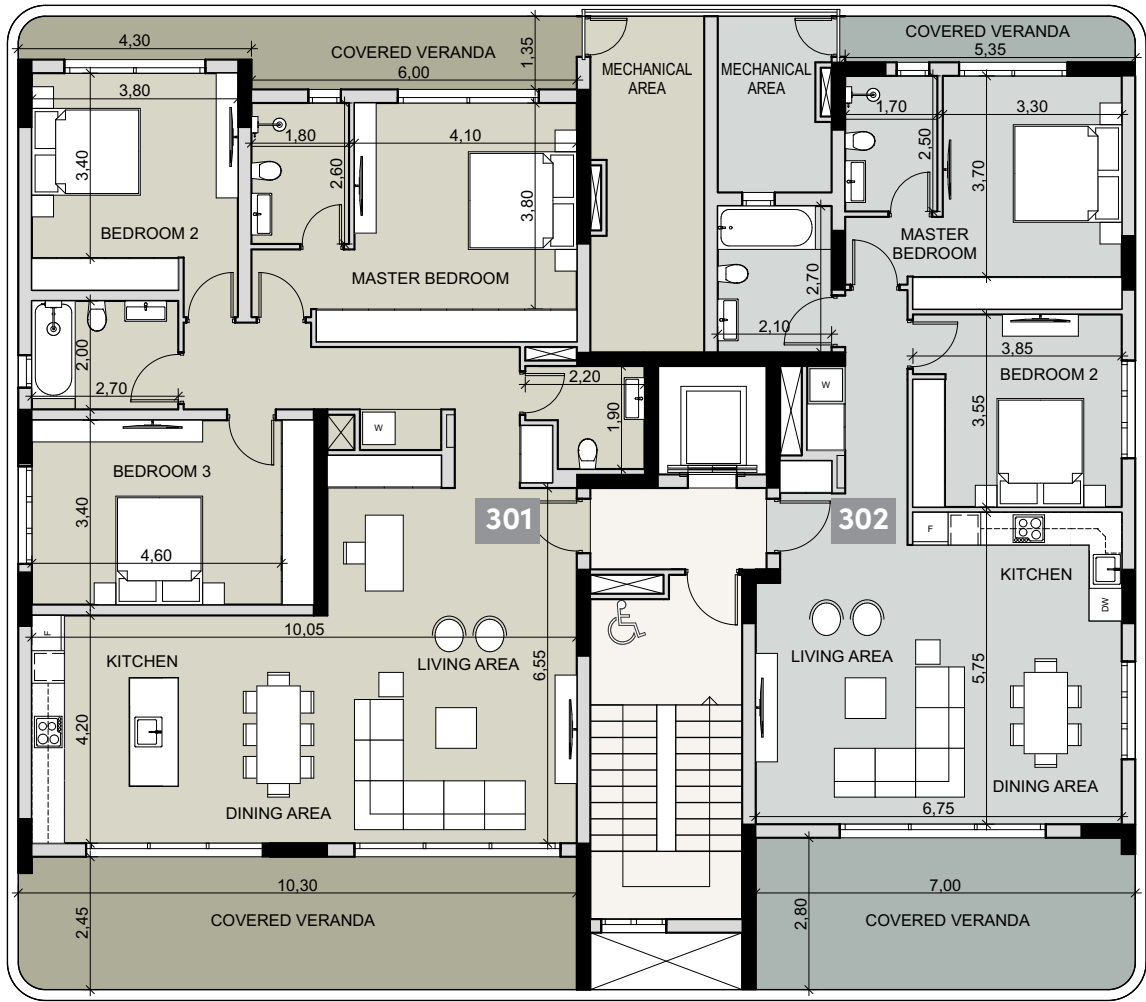 4,30
COVERED VERANDA
6,00
1,35
MECHANICAL
AREA
MECHANICAL
AREA
COVERED VERANDA
5,35
3,80
3,40
BEDROOM 2
1,80
2,60
4,10
3,80
MASTER BEDROOM
1,70
2,50
3,30
3,70
MASTER
BEDROOM
2,70
2,10
2,00
2,70
2,20
1,90
W
W
3,85
BEDROOM 2
3,55
BEDROOM 3
3,40
4,60
301
302
F
KITCHEN
DW
F
10,05
KITCHEN
LIVING AREA
6,55
4,20
DINING AREA
LIVING AREA
5,75
DINING AREA
6,75
10,30
COVERED VERANDA
2,45
7,00
COVERED VERANDA
2,80